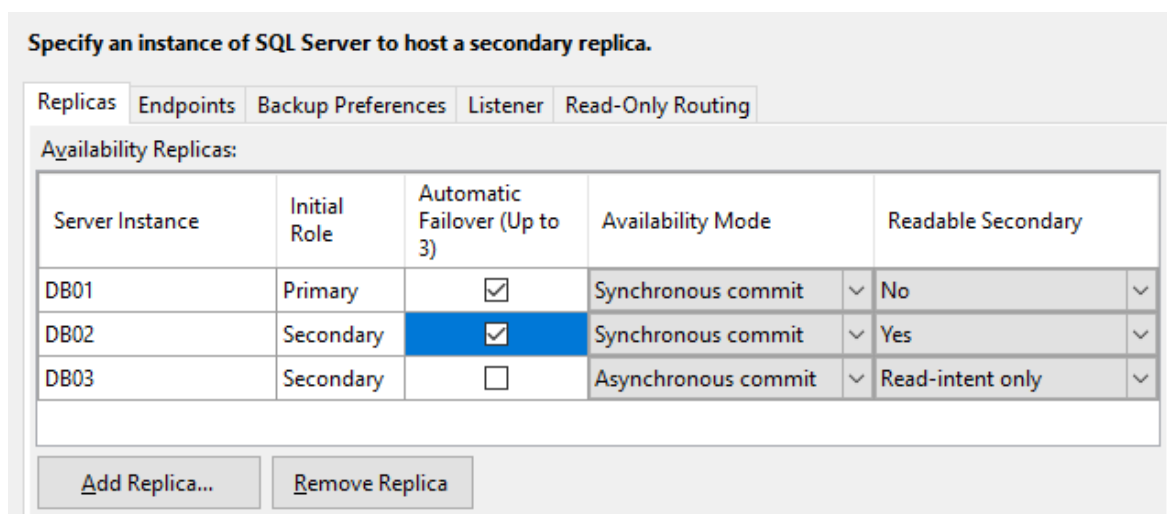 Specify an instance of SQL Server to host a secondary replica.
Replicas Endpoints Backup Preferences Listener Read-Only Routing
Availability Replicas:
Server Instance Initial Role Automatic Failover (Up to 3) Availability Mode Readable Secondary
DB01 Primary Synchronous commit No
DB02 Secondary Synchronous commit Yes
DB03 Secondary Asynchronous commit Read-intent only
Add Replica... Remove Replica